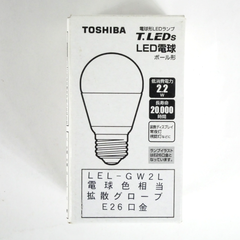 TOSHIBA
電球形LEDランプ
T.LEDS
LED電球
ボール形
低消費電力
2.2
W
長寿命
20,000
時間
LEL-GW2L
電球色相当
拡散グローブ
E26口金